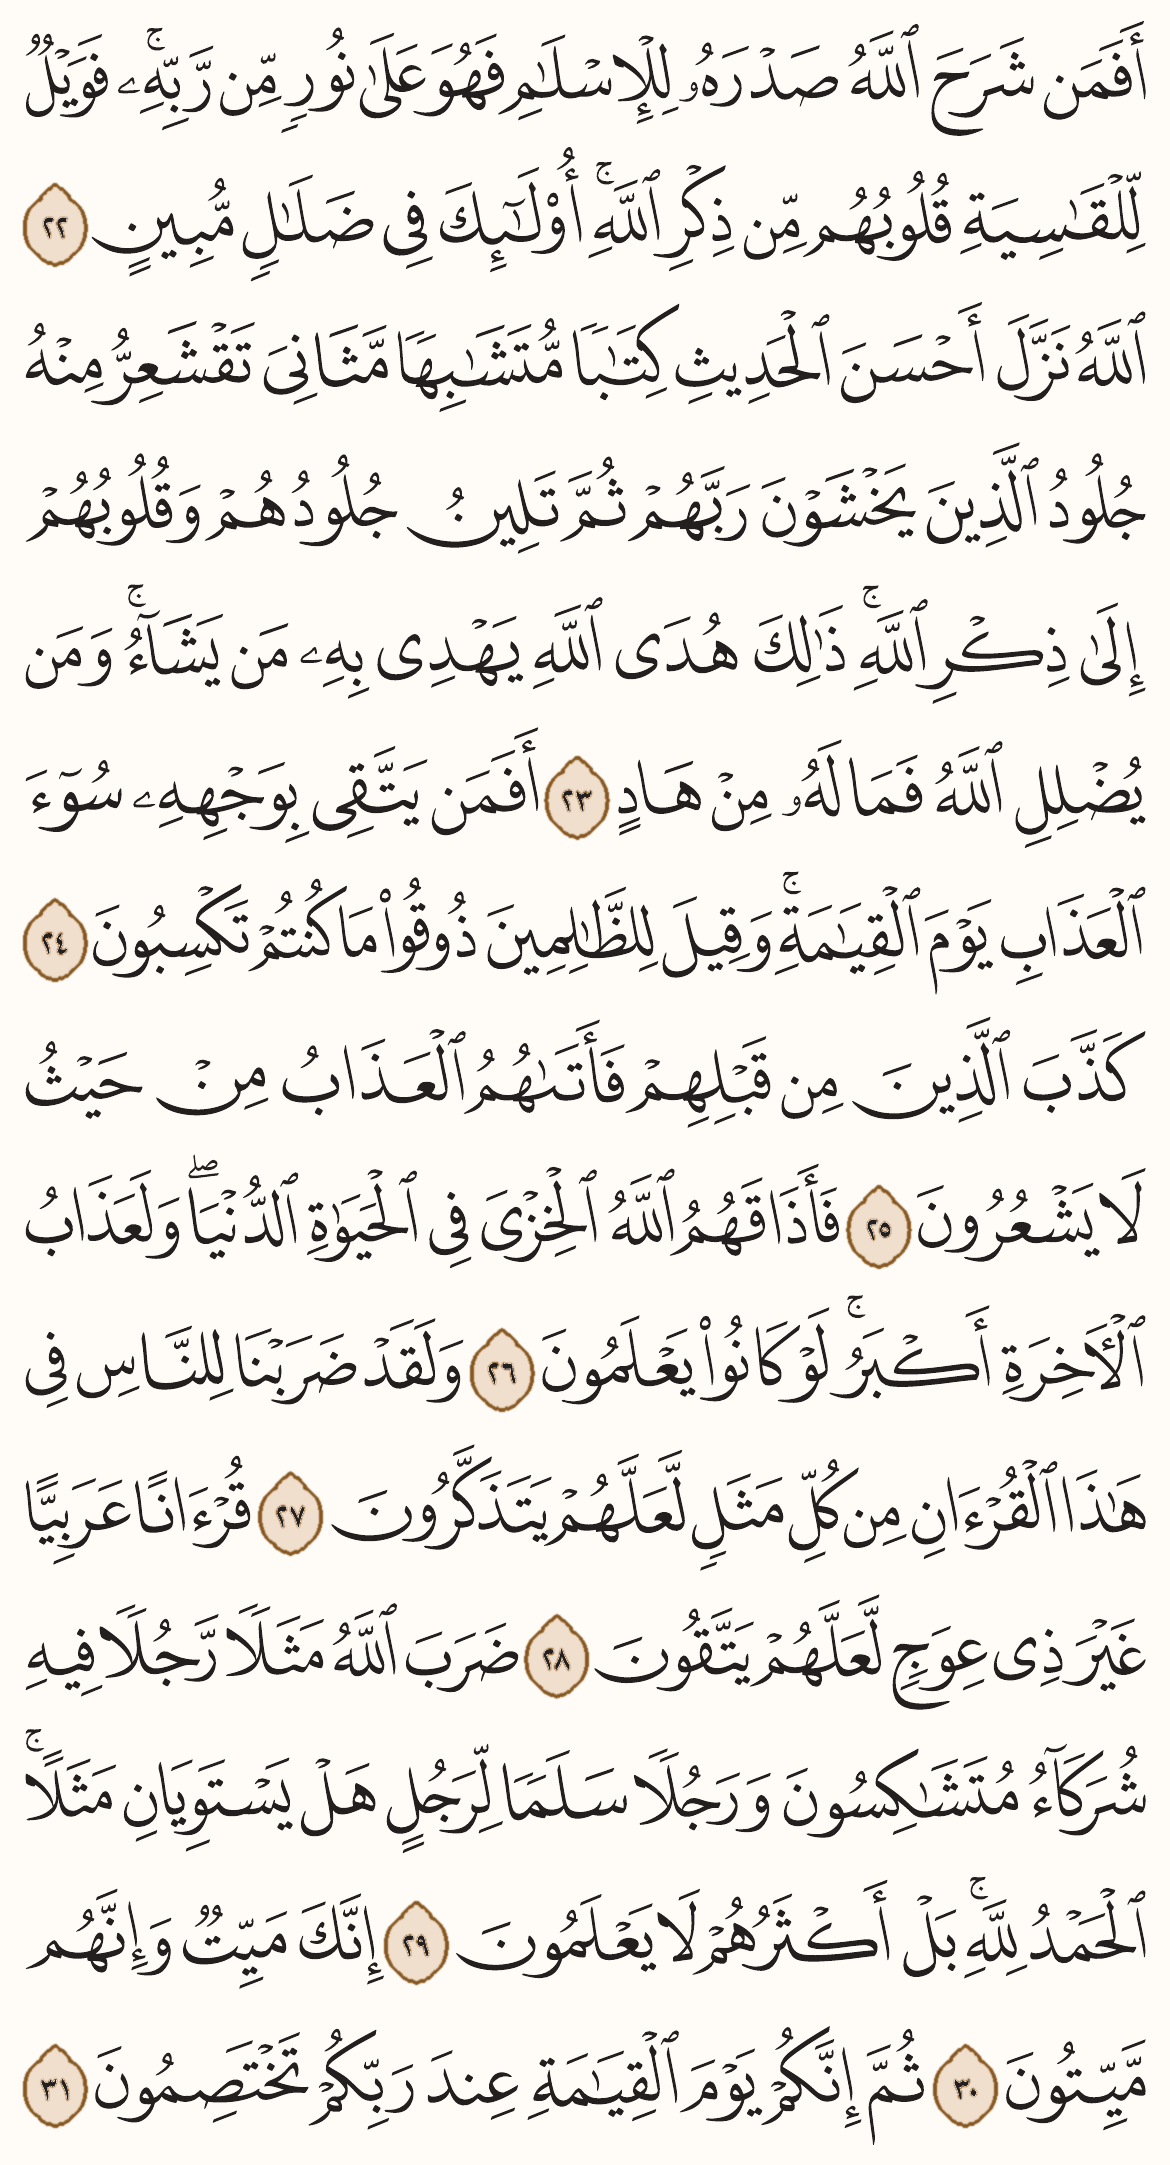 أَفَمَن شَرَحَ ٱللَّهُ صَدْرَهُۥ لِلْإِسْلَٰمِ فَهُوَ عَلَىٰ نُورٍ مِّن رَّبِّهِۦۚ فَوَيْلٌ
لِّلْقَٰسِيَةِ قُلُوبُهُم مِّن ذِكْرِ ٱللَّهِۚ أُو۟لَٰٓئِكَ فِى ضَلَٰلٍ مُّبِينٍ ٢٢
ٱللَّهُ نَزَّلَ أَحْسَنَ ٱلْحَدِيثِ كِتَٰبًا مُّتَشَٰبِهًا مَّثَانِىَ تَقْشَعِرُّ مِنْهُ
جُلُودُ ٱلَّذِينَ يَخْشَوْنَ رَبَّهُمْ ثُمَّ تَلِينُ جُلُودُهُمْ وَقُلُوبُهُمْ
إِلَىٰ ذِكْرِ ٱللَّهِۚ ذَٰلِكَ هُدَى ٱللَّهِ يَهْدِى بِهِۦ مَن يَشَآءُۚ وَمَن
يُضْلِلِ ٱللَّهُ فَمَا لَهُۥ مِنْ هَادٍ ٢٣ أَفَمَن يَتَّقِى بِوَجْهِهِۦ سُوٓءَ
ٱلْعَذَابِ يَوْمَ ٱلْقِيَٰمَةِۚ وَقِيلَ لِلظَّٰلِمِينَ ذُوقُوا۟ مَا كُنتُمْ تَكْسِبُونَ ٢٤
كَذَّبَ ٱلَّذِينَ مِن قَبْلِهِمْ فَأَتَىٰهُمُ ٱلْعَذَابُ مِنْ حَيْثُ
لَا يَشْعُرُونَ ٢٥ فَأَذَاقَهُمُ ٱللَّهُ ٱلْخِزْىَ فِى ٱلْحَيَوٰةِ ٱلدُّنْيَاۖ وَلَعَذَابُ
ٱلْءَاخِرَةِ أَكْبَرُۚ لَوْ كَانُوا۟ يَعْلَمُونَ ٢٦ وَلَقَدْ ضَرَبْنَا لِلنَّاسِ فِى
هَٰذَا ٱلْقُرْءَانِ مِن كُلِّ مَثَلٍ لَّعَلَّهُمْ يَتَذَكَّرُونَ ٢٧ قُرْءَانًا عَرَبِيًّا
غَيْرَ ذِى عِوَجٍ لَّعَلَّهُمْ يَتَّقُونَ ٢٨ ضَرَبَ ٱللَّهُ مَثَلًا رَّجُلًا فِيهِ
شُرَكَآءُ مُتَشَٰكِسُونَ وَرَجُلًا سَلَمًا لِّرَجُلٍ هَلْ يَسْتَوِيَانِ مَثَلًاۚ
ٱلْحَمْدُ لِلَّهِۚ بَلْ أَكْثَرُهُمْ لَا يَعْلَمُونَ ٢٩ إِنَّكَ مَيِّتٌ وَإِنَّهُم
مَّيِّتُونَ ٣٠ ثُمَّ إِنَّكُمْ يَوْمَ ٱلْقِيَٰمَةِ عِندَ رَبِّكُمْ تَخْتَصِمُونَ ٣١